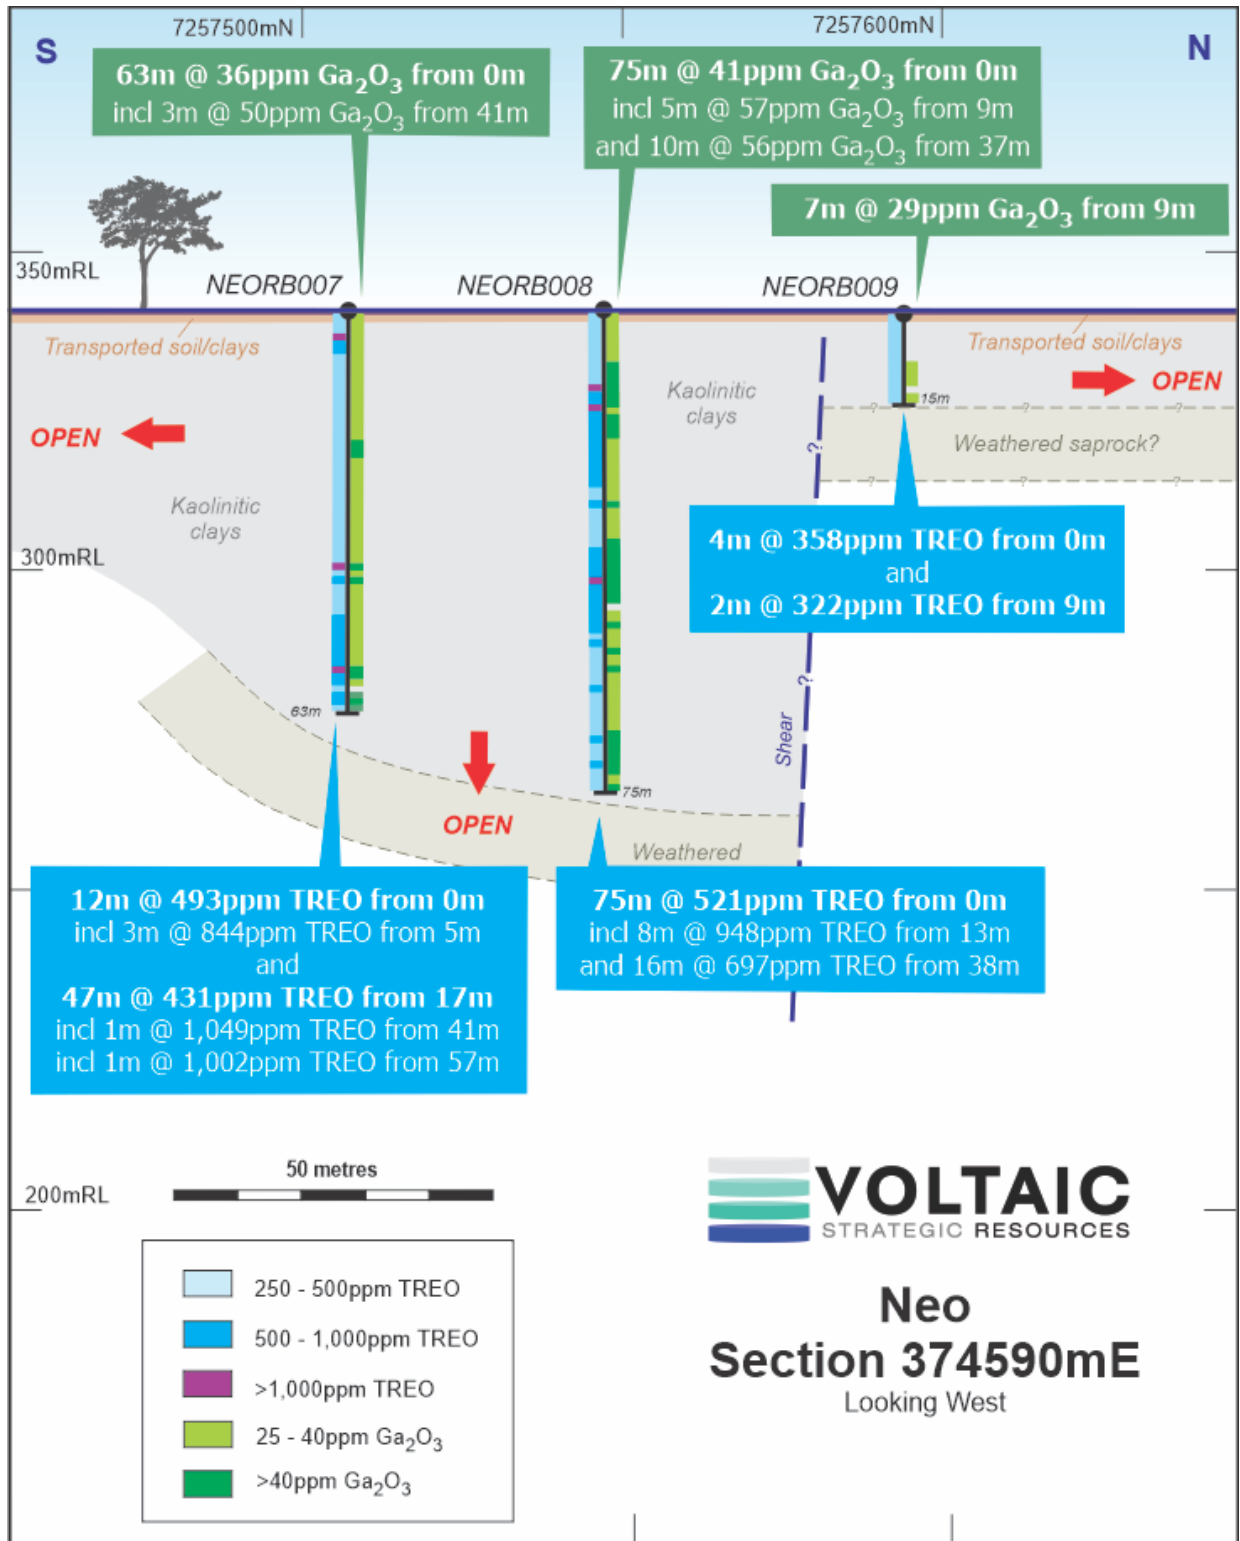 7257500mN
7257600mN
S
N
63m @ 36ppm Ga₂O₃ from 0m
incl 3m @ 50ppm Ga₂O₃ from 41m
75m @ 41ppm Ga₂O₃ from 0m
incl 5m @ 57ppm Ga₂O₃ from 9m
and 10m @ 56ppm Ga₂O₃ from 37m
7m @ 29ppm Ga₂O₃ from 9m
350mRL
NEORB007
NEORB008
NEORB009
Transported soil/clays
Transported soil/clays
OPEN
OPEN
Kaolinitic
clays
Kaolinitic
clays
15m
?
?
?
Weathered saprock?
?
?
?
?
300mRL
4m @ 358ppm TREO from 0m
and
2m @ 322ppm TREO from 9m
?
Shear
63m
75m
OPEN
Weathered
12m @ 493ppm TREO from 0m
incl 3m @ 844ppm TREO from 5m
and
47m @ 431ppm TREO from 17m
incl 1m @ 1,049ppm TREO from 41m
incl 1m @ 1,002ppm TREO from 57m
75m @ 521ppm TREO from 0m
incl 8m @ 948ppm TREO from 13m
and 16m @ 697ppm TREO from 38m
50 metres
200mRL
VOLTAIC
STRATEGIC RESOURCES
250 - 500ppm TREO
500 - 1,000ppm TREO
>1,000ppm TREO
25 - 40ppm Ga₂O₃
>40ppm Ga₂O₃
Neo
Section 374590mE
Looking West